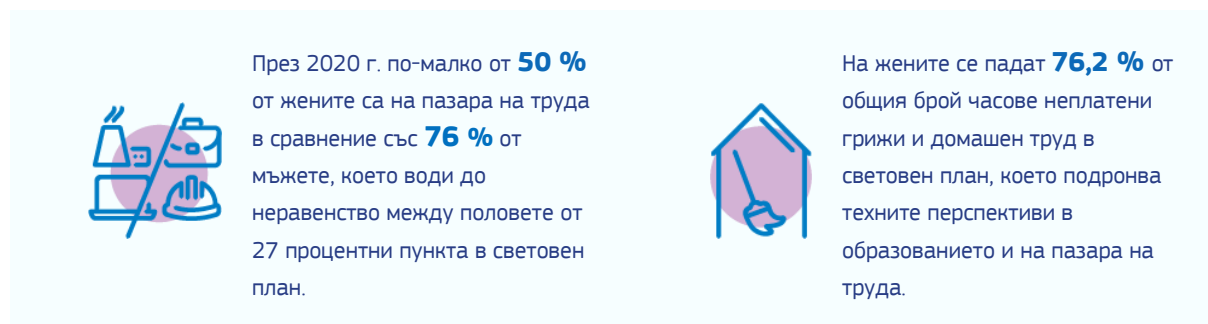 През 2020 г. по-малко от 50 %
от жените са на пазара на труда
в сравнение със 76 % от
мъжете, което води до
неравенство между половете от
27 процентни пункта в световен
план.
На жените се падат 76,2 % от
общия брой часове неплатени
грижи и домашен труд в
световен план, което подронва
техните перспективи в
образованието и на пазара на
труда.